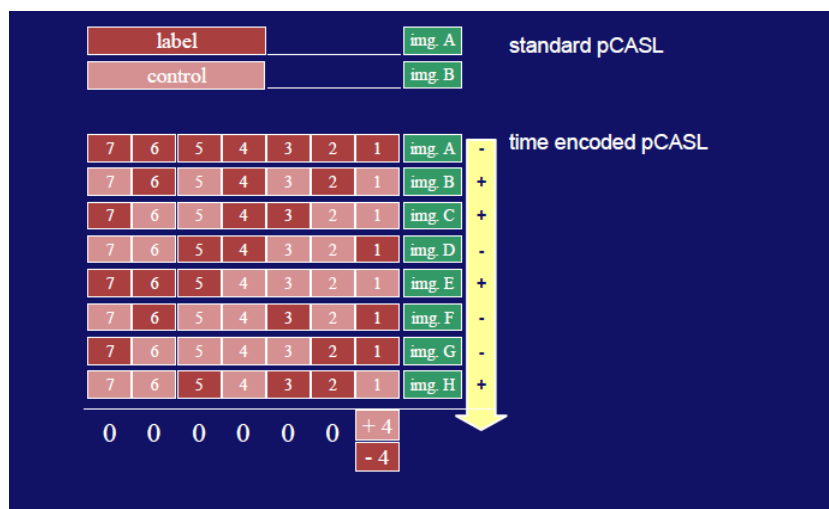 label img. A standard pCASL
control img. B
7 6 5 4 3 2 1 img. A - time encoded pCASL
7 6 5 4 3 2 1 img. B +
7 6 5 4 3 2 1 img. C +
7 6 5 4 3 2 1 img. D -
7 6 5 4 3 2 1 img. E +
7 6 5 4 3 2 1 img. F -
7 6 5 4 3 2 1 img. G -
7 6 5 4 3 2 1 img. H +
0 0 0 0 0 0 + 4
- 4